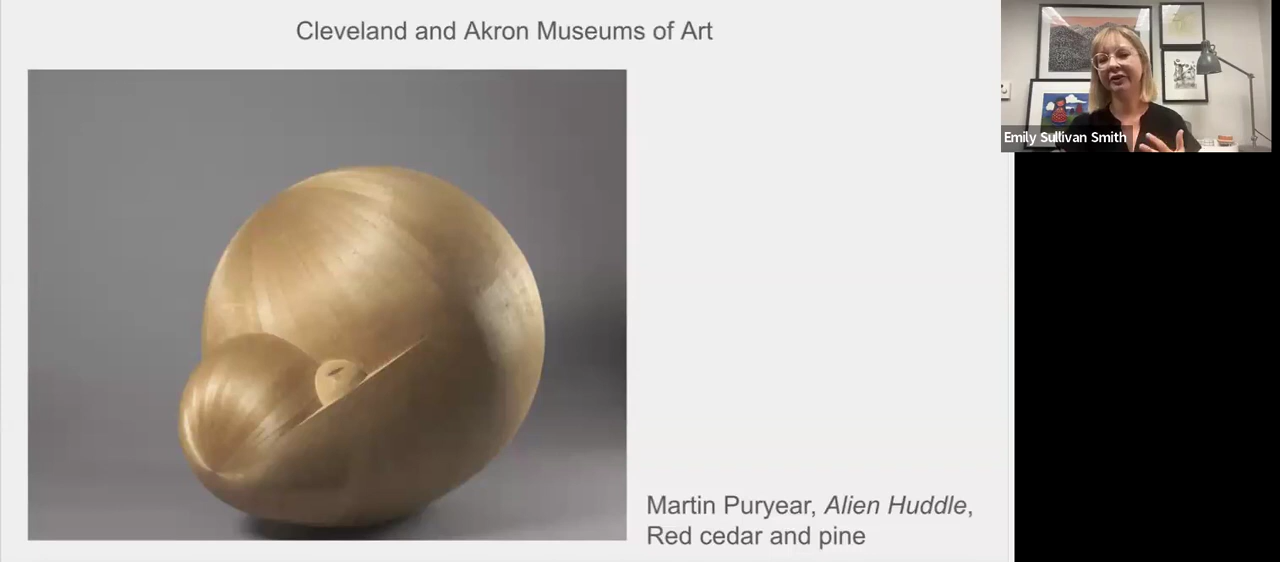 Cleveland and Akron Museums of Art
Emily Sullivan Smith
Martin Puryear, Alien Huddle,
Red cedar and pine